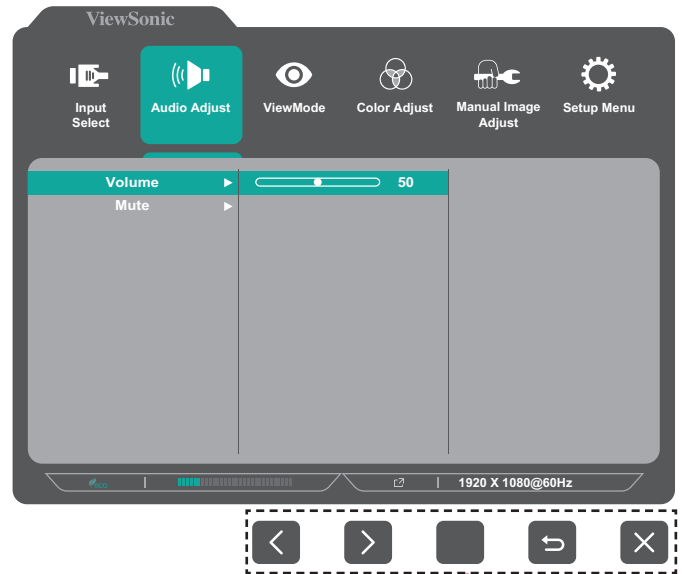 ViewSonic
Input
Select
Audio Adjust
ViewMode
Color Adjust
Manual Image
Adjust
Setup Menu
Volume
50
Mute
eco
1920 X 1080@60Hz